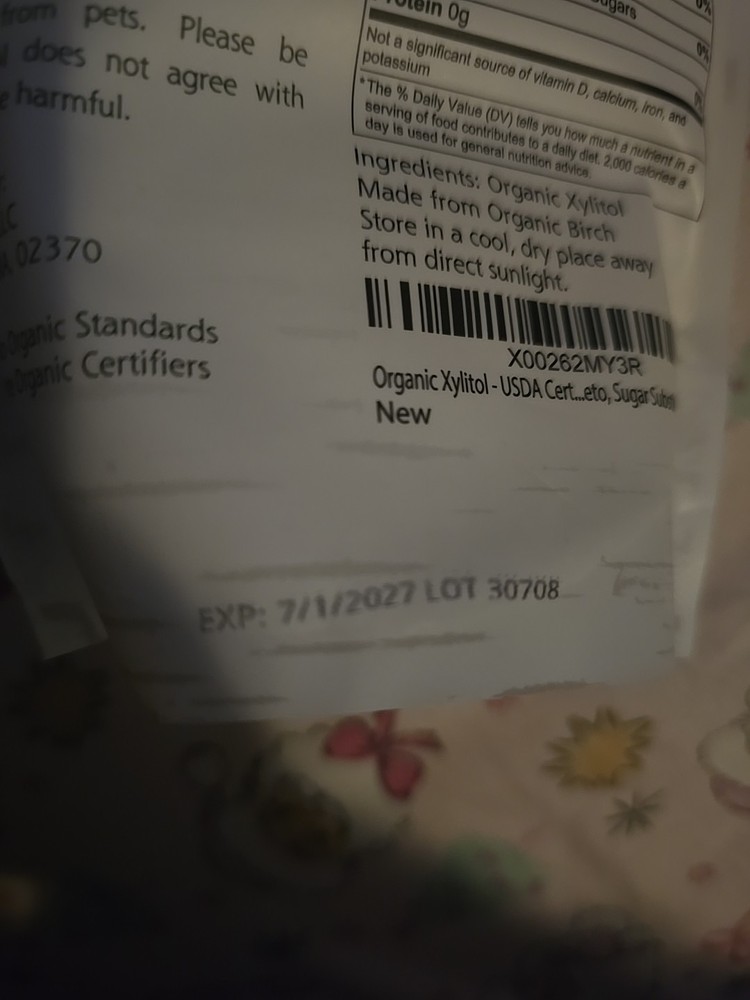 from pets. Please be
does not agree with
harmful.
02370
Organic Standards
Organic Certifiers
Protein 0g
0%
0%
Not a significant source of vitamin D, calcium, iron, and
potassium
*The % Daily Value (DV) tells you how much a nutrient in a
serving of food contributes to a daily diet. 2,000 calories a
day is used for general nutrition advice.
Ingredients: Organic Xylitol
Made from Organic Birch
Store in a cool, dry place away
from direct sunlight.
X00262MY3R
Organic Xylitol - USDA Cert...eto, Sugar
New
EXP: 7/1/2027 LOT 30708